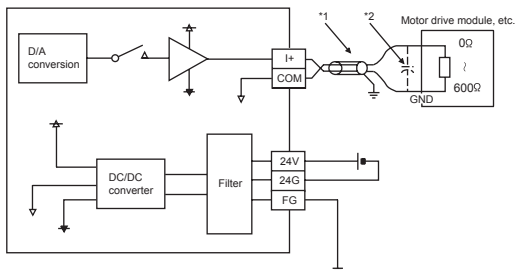 *1
*2
Motor drive module, etc.
D/A
conversion
I+
COM
0Ω
~
600Ω
GND
DC/DC
converter
Filter
24V
24G
FG